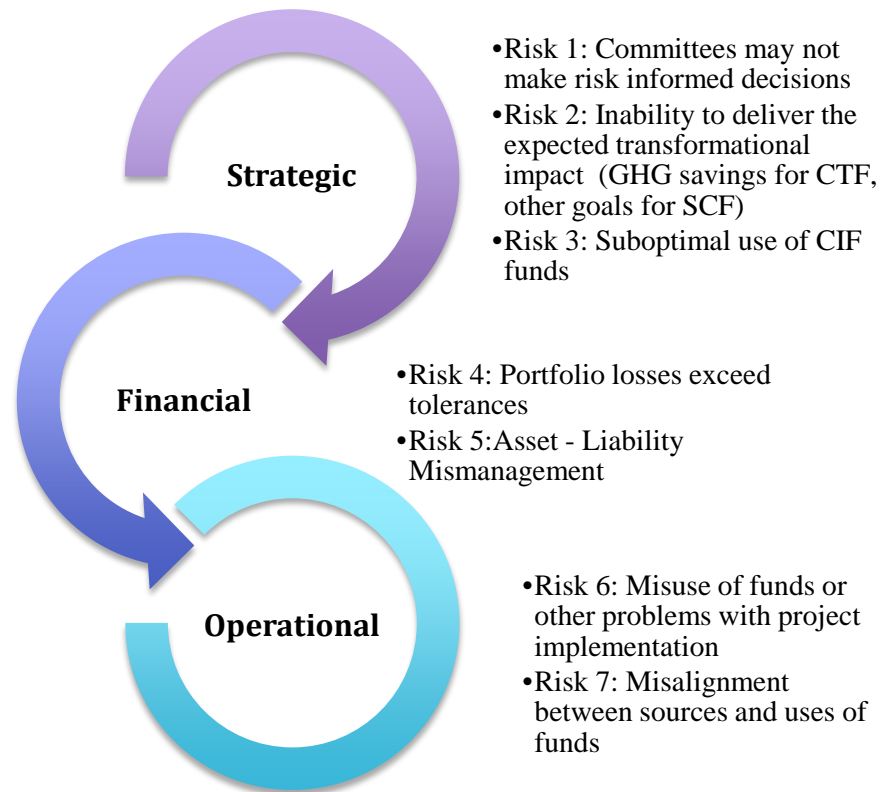 Strategic
•Risk 1: Committees may not
make risk informed decisions
•Risk 2: Inability to deliver the
expected transformational
impact  (GHG savings for CTF,
other goals for SCF)
•Risk 3: Suboptimal use of CIF
funds
Financial
•Risk 4: Portfolio losses exceed
tolerances
•Risk 5:Asset - Liability
Mismanagement
Operational
•Risk 6: Misuse of funds or
other problems with project
implementation
•Risk 7: Misalignment
between sources and uses of
funds